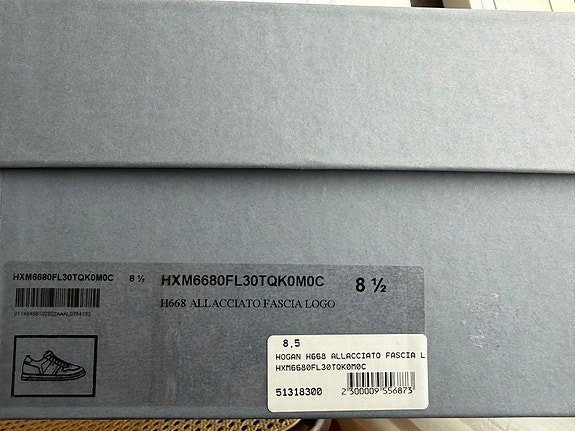 HXM6680FL30TQK0M0C 8 ½
HXM6680FL30TQK0M0C 8 ½
H668 ALLACCIATO FASCIA LOGO
8,5
HOGAN H668 ALLACCIATO FASCIA L
HXM6680FL30TQK0M0C
51318300
2 300009 556873